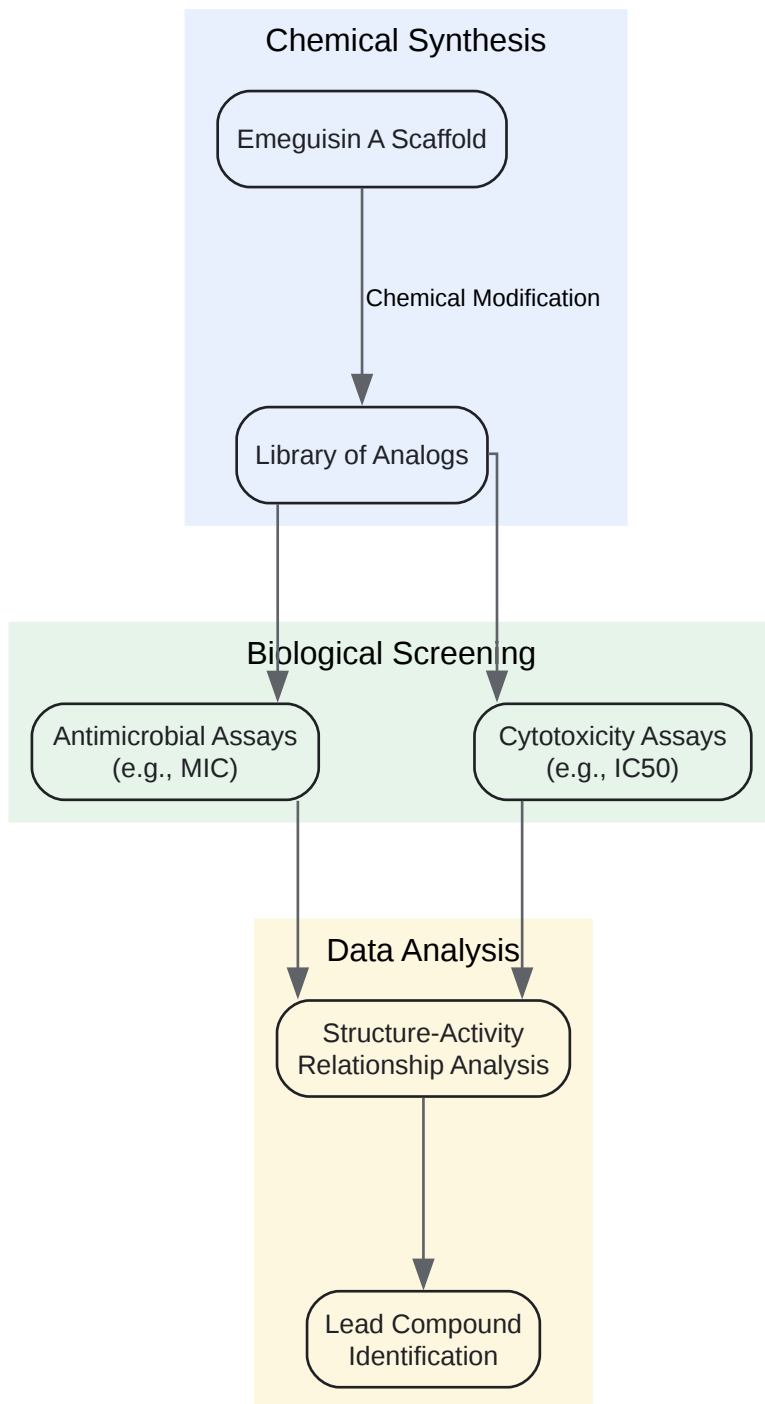 Chemical Synthesis
Emeguisin A Scaffold
Chemical Modification
Library of Analogs
Biological Screening
Antimicrobial Assays
(e.g., MIC)
Cytotoxicity Assays
(e.g., IC50)
Data Analysis
Structure-Activity
Relationship Analysis
Lead Compound
Identification